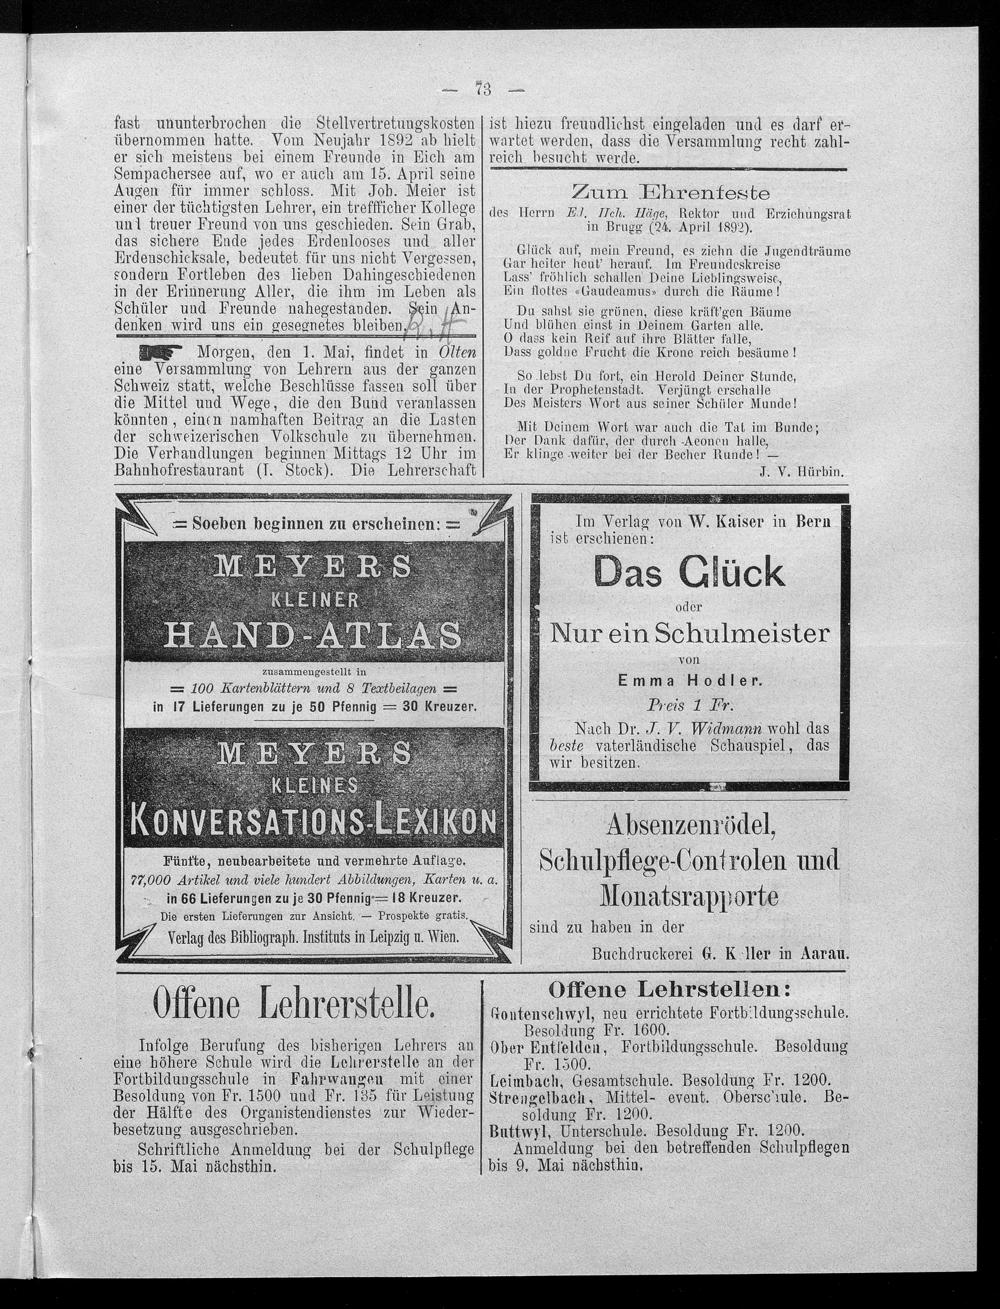 — 73 —
fast ununterbrochen die Stellvertretungskosten
übernommen hatte. Vom Neujahr 1892 ab hielt
er sich meistens bei einem Freunde in Eich am
Sempachersee auf, wo er auch am 15. April seine
Augen für immer schloss. Mit Joh. Meier ist
einer der tüchtigsten Lehrer, ein trefflicher Kollege
und treuer Freund von uns geschieden. Sein Grab,
das sichere Ende jedes Erdenlooses und aller
Erdenschicksale, bedeutet für uns nicht Vergessen,
sondern Fortleben des lieben Dahingeschiedenen
in der Erinnerung Aller, die ihm im Leben als
Schüler und Freunde nahegestanden. Sein An-
denken wird uns ein gesegnetes bleiben.
Morgen, den 1. Mai, findet in Olten
eine Versammlung von Lehrern aus der ganzen
Schweiz statt, welche Beschlüsse fassen soll über
die Mittel und Wege, die den Bund veranlassen
könnten, einen namhaften Beitrag an die Lasten
der schweizerischen Volkschule zu übernehmen.
Die Verhandlungen beginnen Mittags 12 Uhr im
Bahnhofrestaurant (I. Stock). Die Lehrerschaft
ist hiezu freundlichst eingeladen und es darf er-
wartet werden, dass die Versammlung recht zahl-
reich besucht werde.
Zum Ehrenfeste
des Herrn Ed. Hch. Häge, Rektor und Erziehungsrat
in Brugg (24. April 1892).
Glück auf, mein Freund, es ziehn die Jugendträume
Gar heiter heut' herauf. Im Freundeskreise
Lass' fröhlich schallen Deine Lieblingsweise,
Ein flottes «Gaudeamus» durch die Räume!
Du sahst sie grünen, diese kräft'gen Bäume
Und blühen einst in Deinem Garten alle.
O dass kein Reif auf ihre Blätter falle,
Dass goldne Frucht die Krone reich besäume!
So lebst Du fort, ein Herold Deiner Stunde,
In der Prophetenstadt. Verjüngt erschalle
Des Meisters Wort aus seiner Schüler Munde!
Mit Deinem Wort war auch die Tat im Bunde;
Der Dank dafür, der durch Aeonen halle,
Er klinge weiter bei der Becher Runde! —
J. V. Hürbin.
= Soeben beginnen zu erscheinen: =
MEYERS
KLEINER
HAND-ATLAS
zusammengestellt in
= 100 Kartenblättern und 8 Textbeilagen =
in 17 Lieferungen zu je 50 Pfennig = 30 Kreuzer.
MEYERS
KLEINES
KONVERSATIONS-LEXIKON
Fünfte, neubearbeitete und vermehrte Auflage.
77,000 Artikel und viele hundert Abbildungen, Karten u. a.
in 66 Lieferungen zu je 30 Pfennig = 18 Kreuzer.
Die ersten Lieferungen zur Ansicht. — Prospekte gratis.
Verlag des Bibliograph. Instituts in Leipzig u. Wien.
Im Verlag von W. Kaiser in Bern
ist erschienen:
Das Glück
oder
Nur ein Schulmeister
von
Emma Hodler.
Preis 1 Fr.
Nach Dr. J. V. Widmann wohl das
beste vaterländische Schauspiel, das
wir besitzen.
Absenzenrödel,
Schulpflege-Controlen und
Monatsrapporte
sind zu haben in der
Buchdruckerei G. K ller in Aarau.
Offene Lehrerstelle.
Infolge Berufung des bisherigen Lehrers an
eine höhere Schule wird die Lehrerstelle an der
Fortbildungsschule in Fahrwangen mit einer
Besoldung von Fr. 1500 und Fr. 135 für Leistung
der Hälfte des Organistendienstes zur Wieder-
besetzung ausgeschrieben.
Schriftliche Anmeldung bei der Schulpflege
bis 15. Mai nächsthin.
Offene Lehrstellen:
Gontenschwyl, neu errichtete Fortbildungsschule.
Besoldung Fr. 1600.
Ober Entfelden, Fortbildungsschule. Besoldung
Fr. 1500.
Leimbach, Gesamtschule. Besoldung Fr. 1200.
Strengelbach, Mittel- event. Oberschule. Be-
soldung Fr. 1200.
Buttwyl, Unterschule. Besoldung Fr. 1200.
Anmeldung bei den betreffenden Schulpflegen
bis 9. Mai nächsthin.